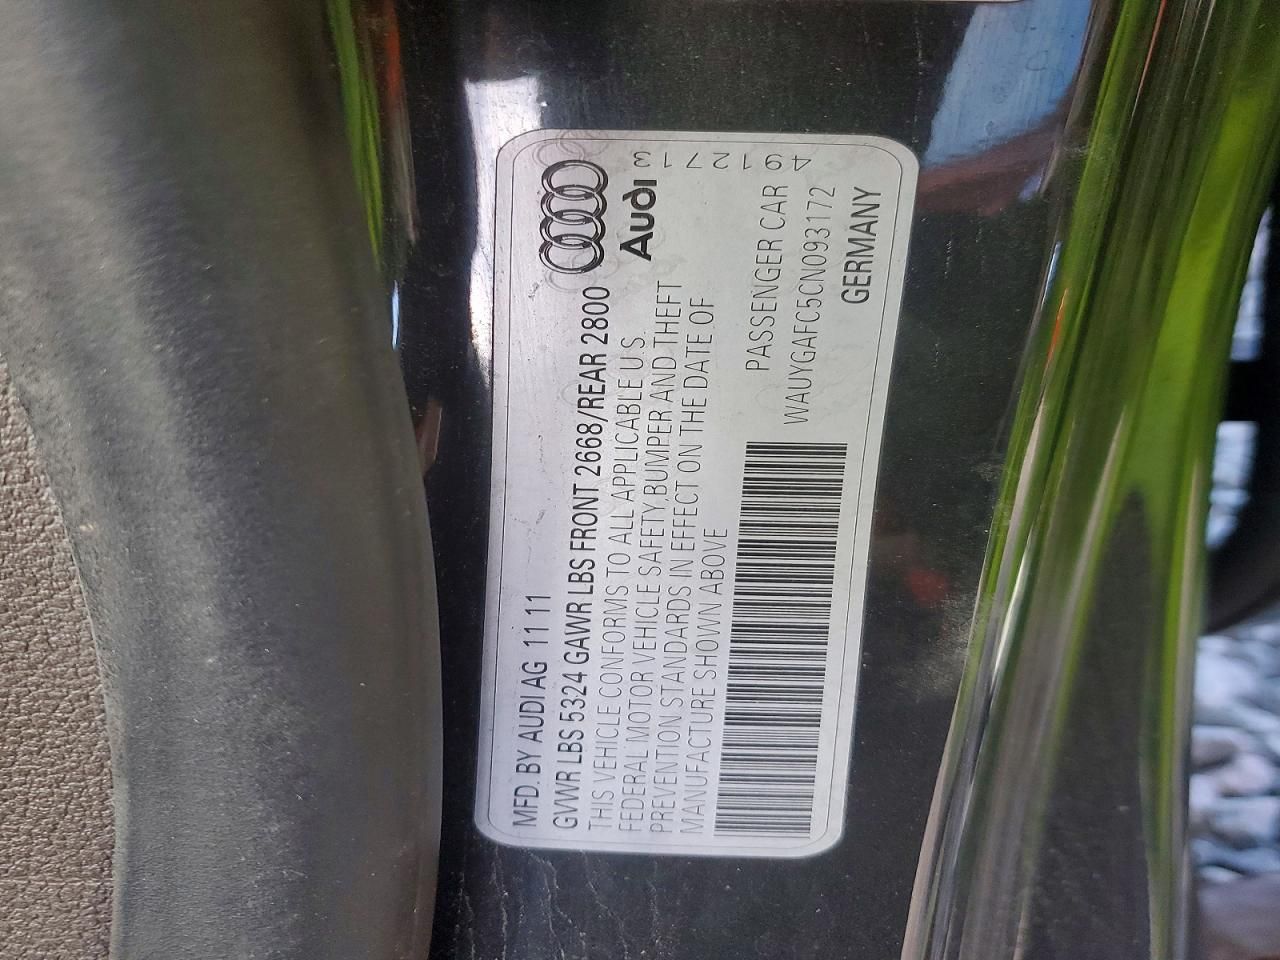 MFD. BY AUDI AG 11 11
GVWR LBS 5324 GAWR LBS FRONT 2668/REAR 2800
THIS VEHICLE CONFORMS TO ALL APPLICABLE U S.
FEDERAL MOTOR VEHICLE SAFETY, BUMPER AND THEFT
PREVENTION STANDARDS IN EFFECT ON THE DATE OF
MANUFACTURE SHOWN ABOVE
Audi
PASSENGER CAR
WAUYGAFC5CN093172
GERMANY
4912713